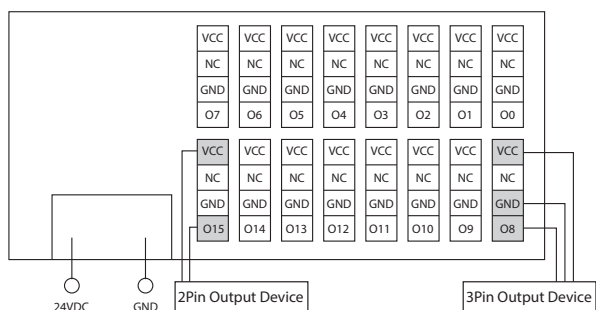 VCC VCC VCC VCC VCC VCC VCC VCC
NC NC NC NC NC NC NC NC
GND GND GND GND GND GND GND GND
O7 O6 O5 O4 O3 O2 O1 O0
VCC VCC VCC VCC VCC VCC VCC VCC
NC NC NC NC NC NC NC NC
GND GND GND GND GND GND GND GND
O15 O14 O13 O12 O11 O10 O9 O8
24VDC GND 2Pin Output Device 3Pin Output Device